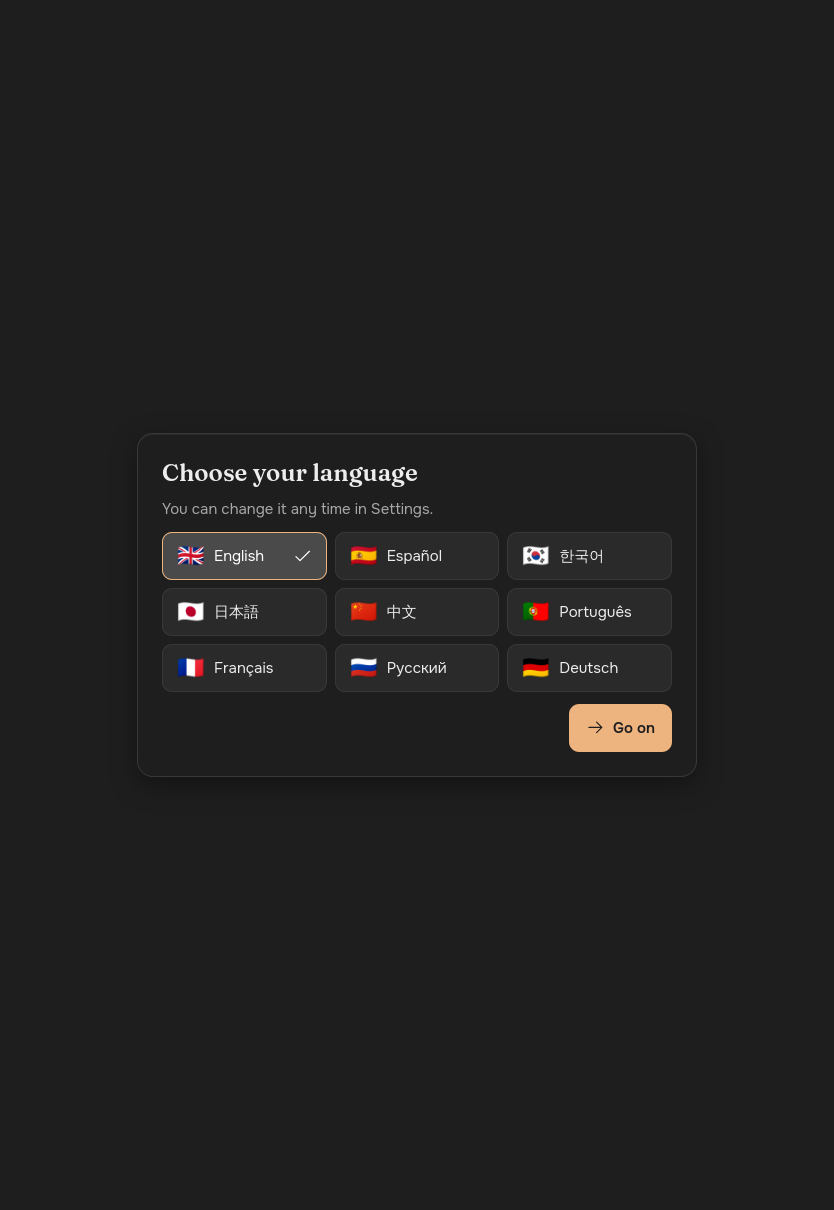 Choose your language
You can change it any time in Settings.
English
Español
한국어
日本語
中文
Português
Français
Русский
Deutsch
Go on